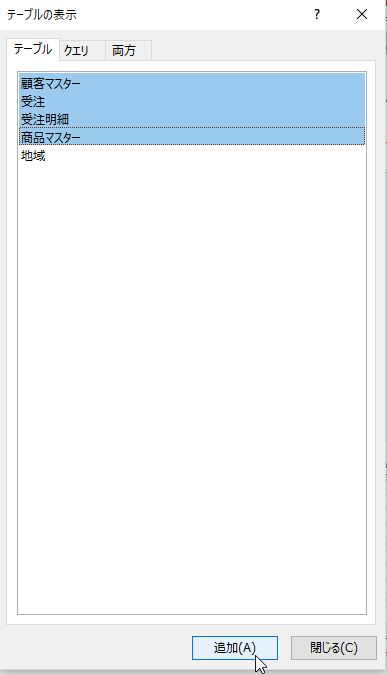 テーブルの表示
テーブル クエリ 両方
顧客マスター
受注
受注明細
商品マスター
地域
追加(A) 閉じる(C)